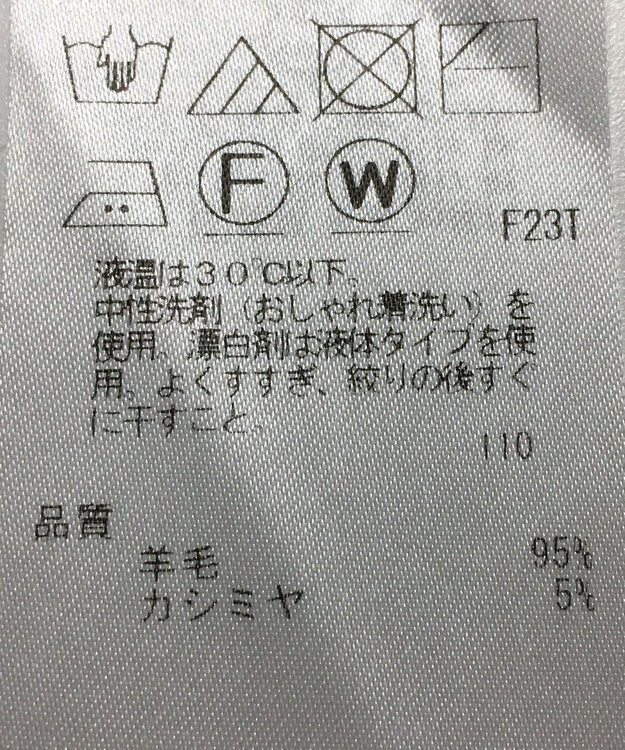 F W
F23T
液温は30℃以下。
中性洗剤(おしゃれ着洗い)を
使用。漂白剤は液体タイプを使
用。よくすすぎ、絞りの後すぐ
に干すこと。
110
品質
羊毛 95%
カシミヤ 5%